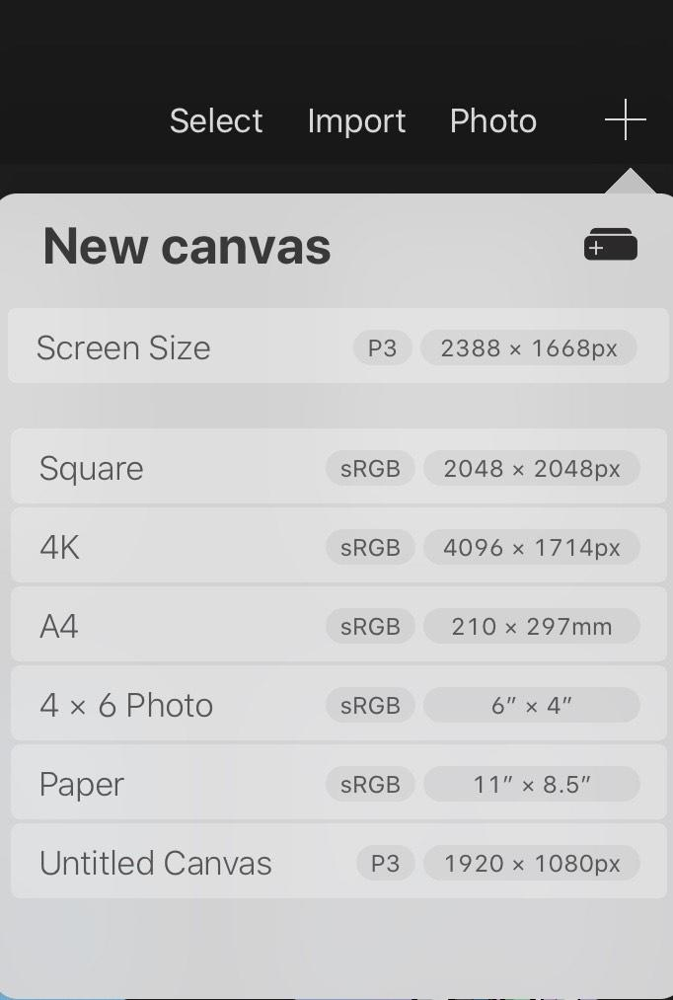 Select Import Photo
New canvas
Screen Size P3 2388 × 1668px
Square sRGB 2048 × 2048px
4K sRGB 4096 × 1714px
A4 sRGB 210 × 297mm
4 × 6 Photo sRGB 6″ × 4″
Paper sRGB 11″ × 8.5″
Untitled Canvas P3 1920 × 1080px